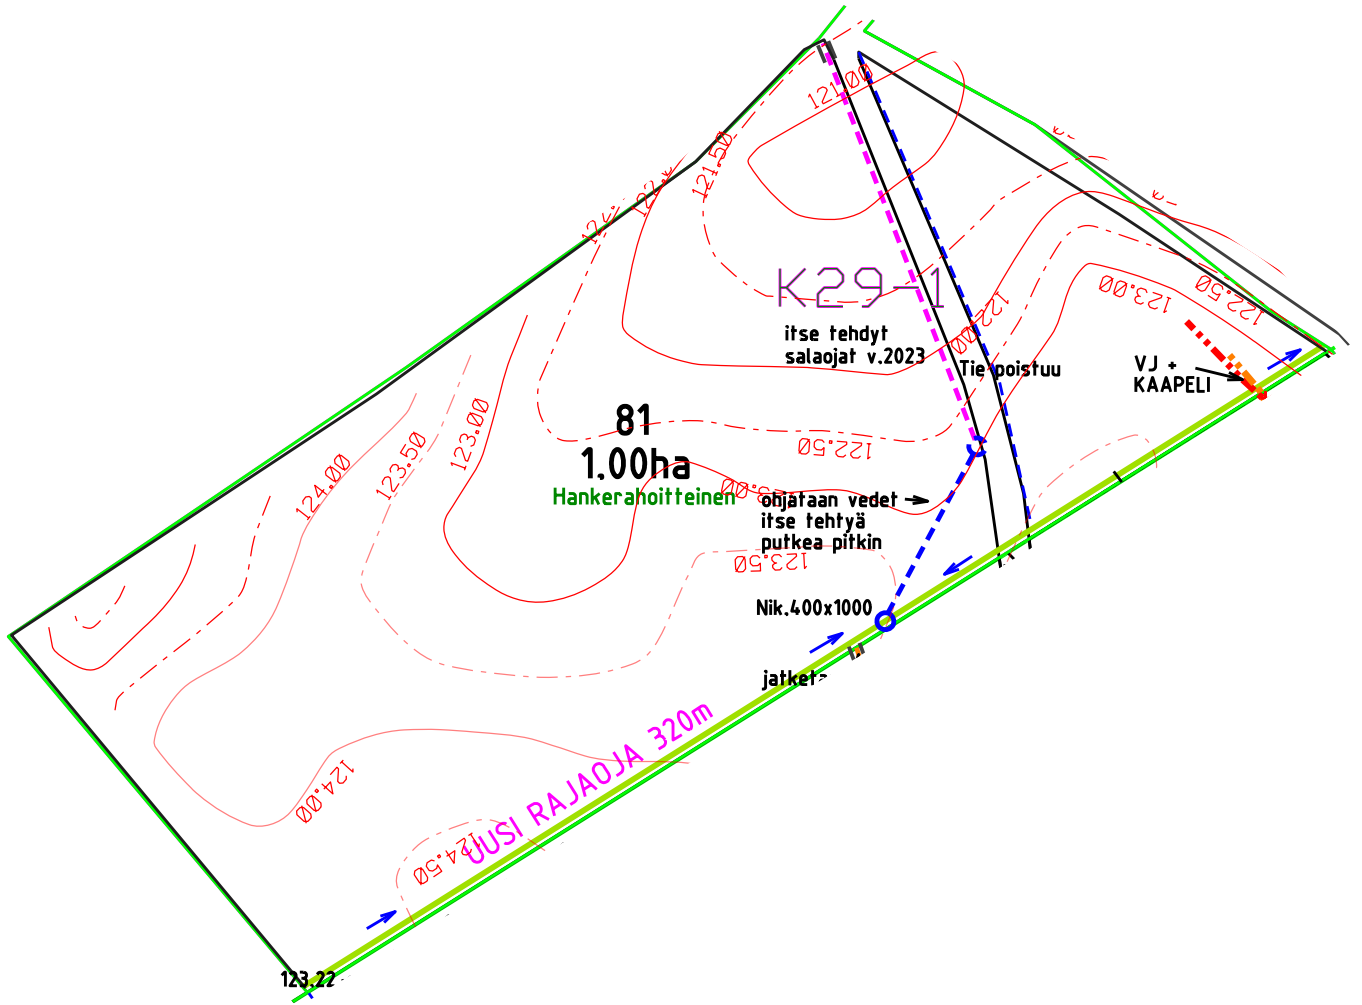 121.00
121.50
K29-1
itse tehdyt
salaojat v.2023
122.00
123.00
122.50
Tie poistuu
VJ +
KAAPELI
81
1.00ha
Hankerahoitteinen
123.00
123.50
124.00
122.50
123.00
ohjataan vedet
itse tehtyä
putkea pitkin
123.50
Nik.400x1000
jatketa
UUSI RAJAOJA 320m
124.00
124.50
123.22